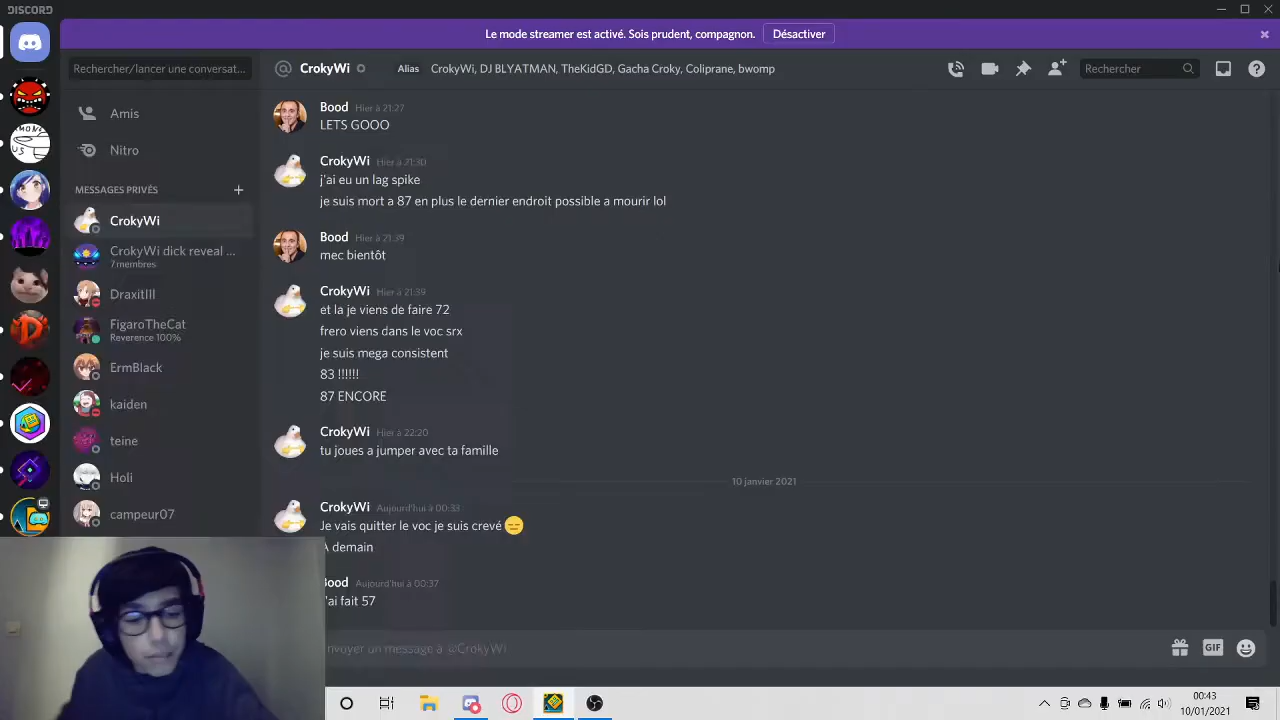 DISCORD
Le mode streamer est activé. Sois prudent, compagnon.
Désactiver
Rechercher/lancer une conversat...
CrokyWi
Alias
CrokyWi, DJ BLYATMAN, TheKidGD, Gacha Croky, Coliprane, bwomp
Rechercher
Amis
Nitro
MESSAGES PRIVÉS
CrokyWi
CrokyWi dick reveal ...
7 membres
DraxitIII
FigaroTheCat
Reverence 100%
ErmBlack
kaiden
teine
Holi
campeur07
Bood Hier à 21:27
LETS GOOO
CrokyWi Hier à 21:30
j'ai eu un lag spike
je suis mort a 87 en plus le dernier endroit possible a mourir lol
Bood Hier à 21:39
mec bientôt
CrokyWi Hier à 21:39
et la je viens de faire 72
frero viens dans le voc srx
je suis mega consistent
83 !!!!!!
87 ENCORE
CrokyWi Hier à 22:20
tu joues a jumper avec ta famille
10 janvier 2021
CrokyWi Aujourd'hui à 00:33
Je vais quitter le voc je suis crevé
A demain
Bood Aujourd'hui à 00:37
'ai fait 57
nvoyer un message à @CrokyWi
GIF
00:43
10/01/2021